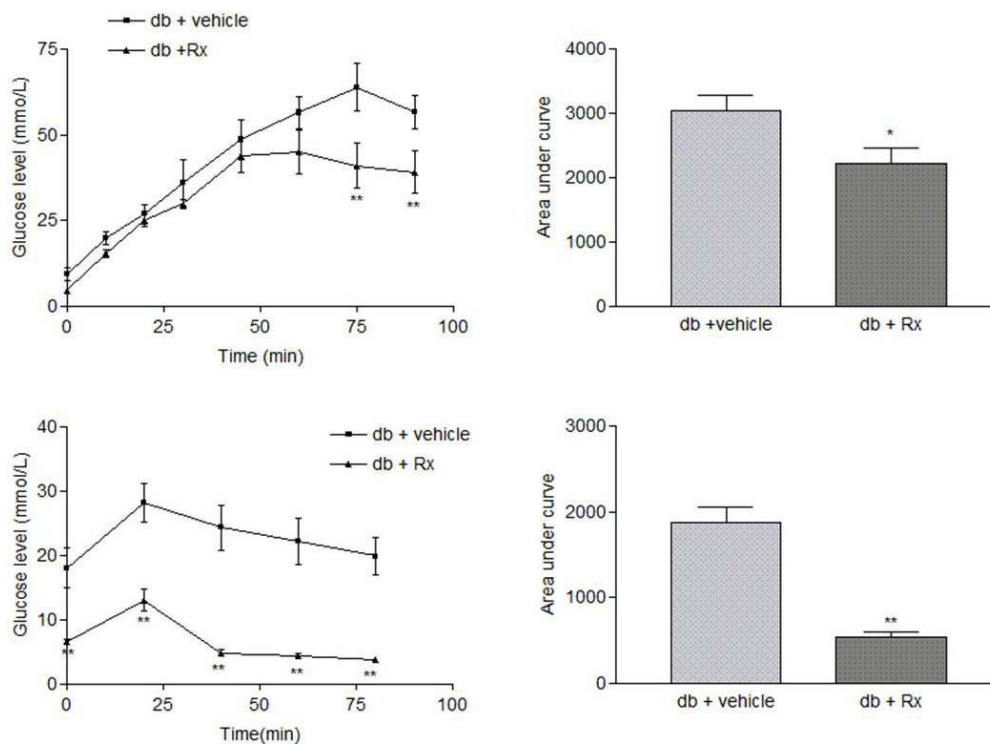 db + vehicle
db +Rx
75
50
25
0
Glucose level (mmo/L)
0
25
50
75
100
Time (min)
**
**
4000
3000
2000
1000
0
Area under curve
*
db +vehicle
db + Rx
40
30
20
10
0
Glucose level (mmol/L)
db + vehicle
db + Rx
**
**
**
**
**
0
25
50
75
100
Time(min)
3000
2000
1000
0
Area under curve
**
db + vehicle
db + Rx